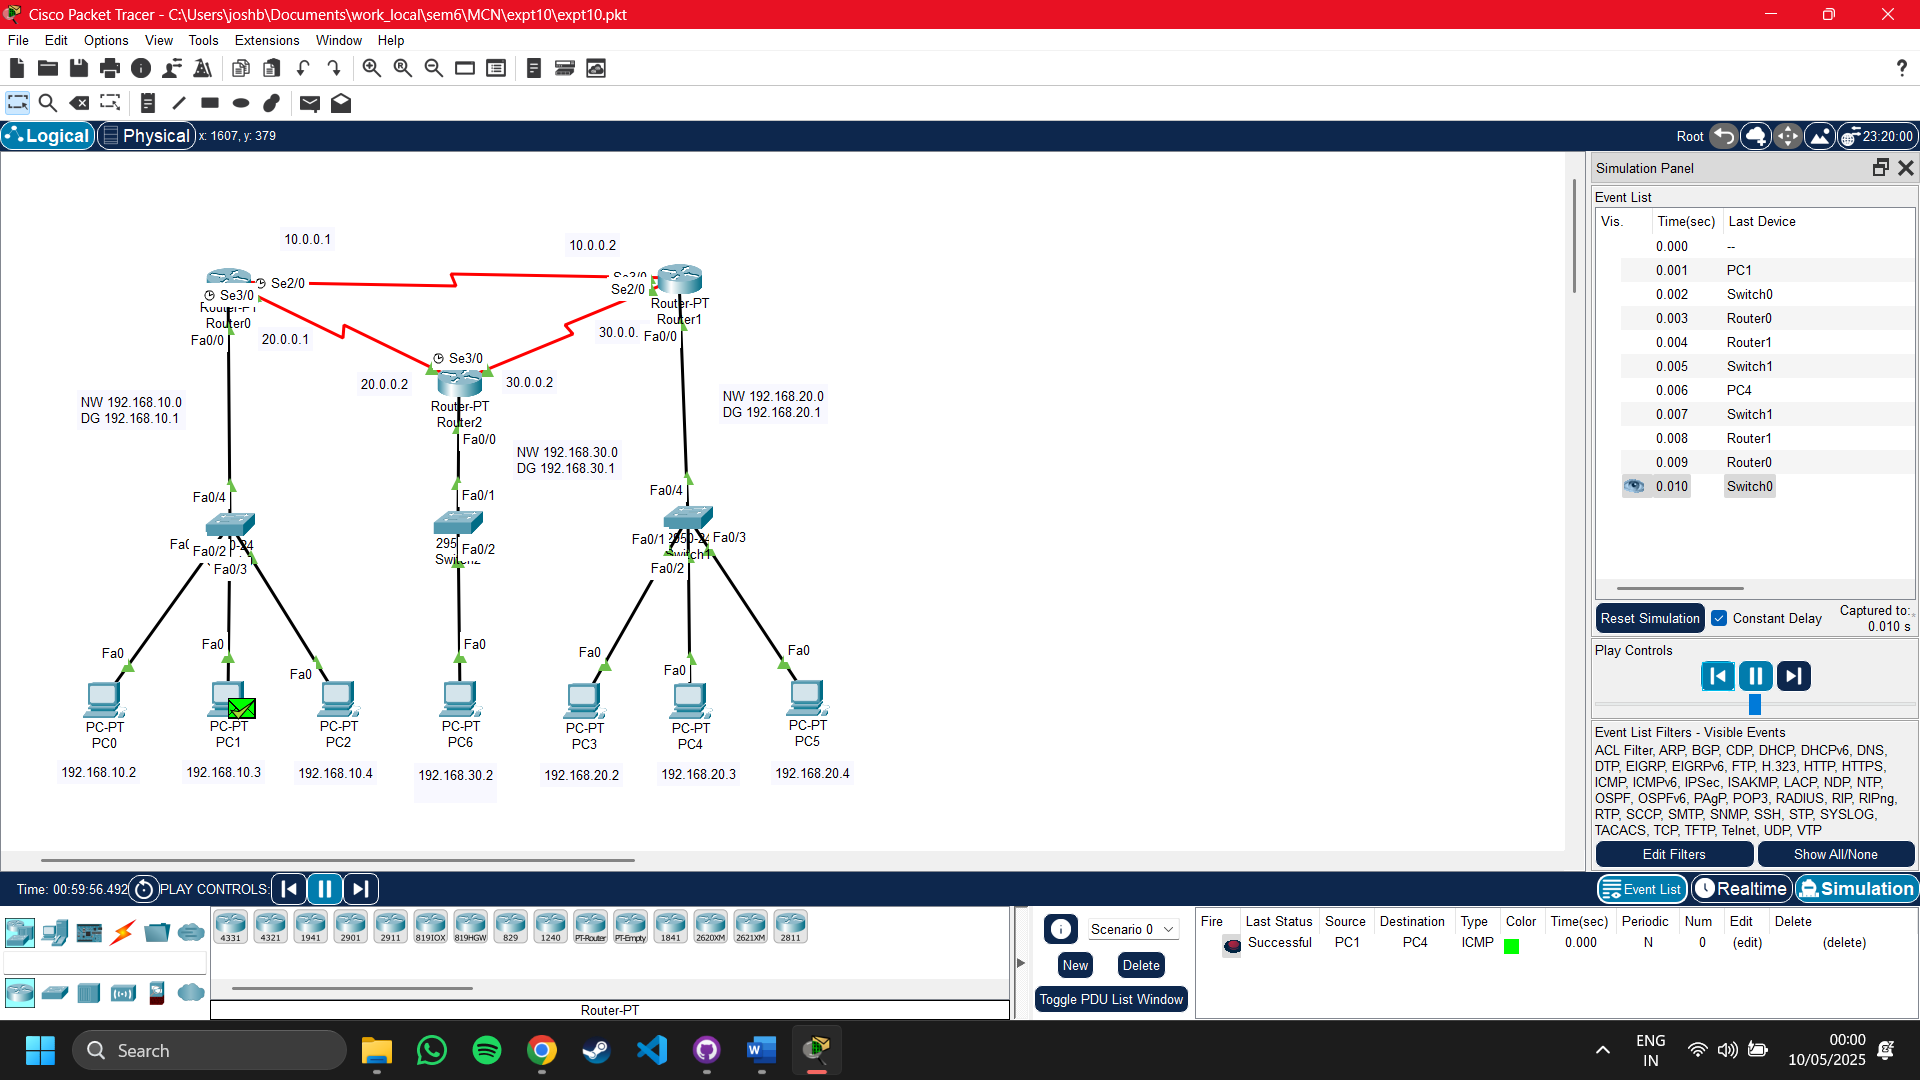 Cisco Packet Tracer - C:\Users\joshb\Documents\work_local\sem6\MCN\expt10\expt10.pkt
File Edit Options View Tools Extensions Window Help
Logical Physical x: 1607, y: 379
Root 23:20:00
10.0.0.1
10.0.0.2
Se2/0
Se3/0
Router0
Fa0/0
20.0.0.1
Se2/0
Router-PT
Router1
30.0.0.
Fa0/0
Se3/0
20.0.0.2
30.0.0.2
Router-PT
Router2
Fa0/0
NW 192.168.10.0
DG 192.168.10.1
NW 192.168.20.0
DG 192.168.20.1
NW 192.168.30.0
DG 192.168.30.1
Fa0/4
Fa0/1
Fa0/4
Fa0/2
Fa0/3
Fa0/2
Fa0/1
Fa0/3
Fa0/2
Fa0
Fa0
Fa0
Fa0
Fa0
Fa0
Fa0
PC-PT
PC0
PC-PT
PC1
PC-PT
PC2
PC-PT
PC6
PC-PT
PC3
PC-PT
PC4
PC-PT
PC5
192.168.10.2
192.168.10.3
192.168.10.4
192.168.30.2
192.168.20.2
192.168.20.3
192.168.20.4
Simulation Panel
Event List
Vis. Time(sec) Last Device
0.000 --
0.001 PC1
0.002 Switch0
0.003 Router0
0.004 Router1
0.005 Switch1
0.006 PC4
0.007 Switch1
0.008 Router1
0.009 Router0
0.010 Switch0
Reset Simulation Constant Delay Captured to:
0.010 s
Play Controls
Event List Filters - Visible Events
ACL Filter, ARP, BGP, CDP, DHCP, DHCPv6, DNS,
DTP, EIGRP, EIGRPv6, FTP, H.323, HTTP, HTTPS,
ICMP, ICMPv6, IPSec, ISAKMP, LACP, NDP, NTP,
OSPF, OSPFv6, PAgP, POP3, RADIUS, RIP, RIPng,
RTP, SCCP, SMTP, SNMP, SSH, STP, SYSLOG,
TACACS, TCP, TFTP, Telnet, UDP, VTP
Edit Filters Show All/None
Time: 00:59:56.492 PLAY CONTROLS:
Event List Realtime Simulation
4331 4321 1941 2901 2911 819IOX 819HGW 829 1240 PT-Router PT-Empty 1841 2620XM 2621XM 2811
Router-PT
Scenario 0
New Delete
Toggle PDU List Window
Fire Last Status Source Destination Type Color Time(sec) Periodic Num Edit Delete
Successful PC1 PC4 ICMP 0.000 N 0 (edit) (delete)
Search
ENG
IN
00:00
10/05/2025